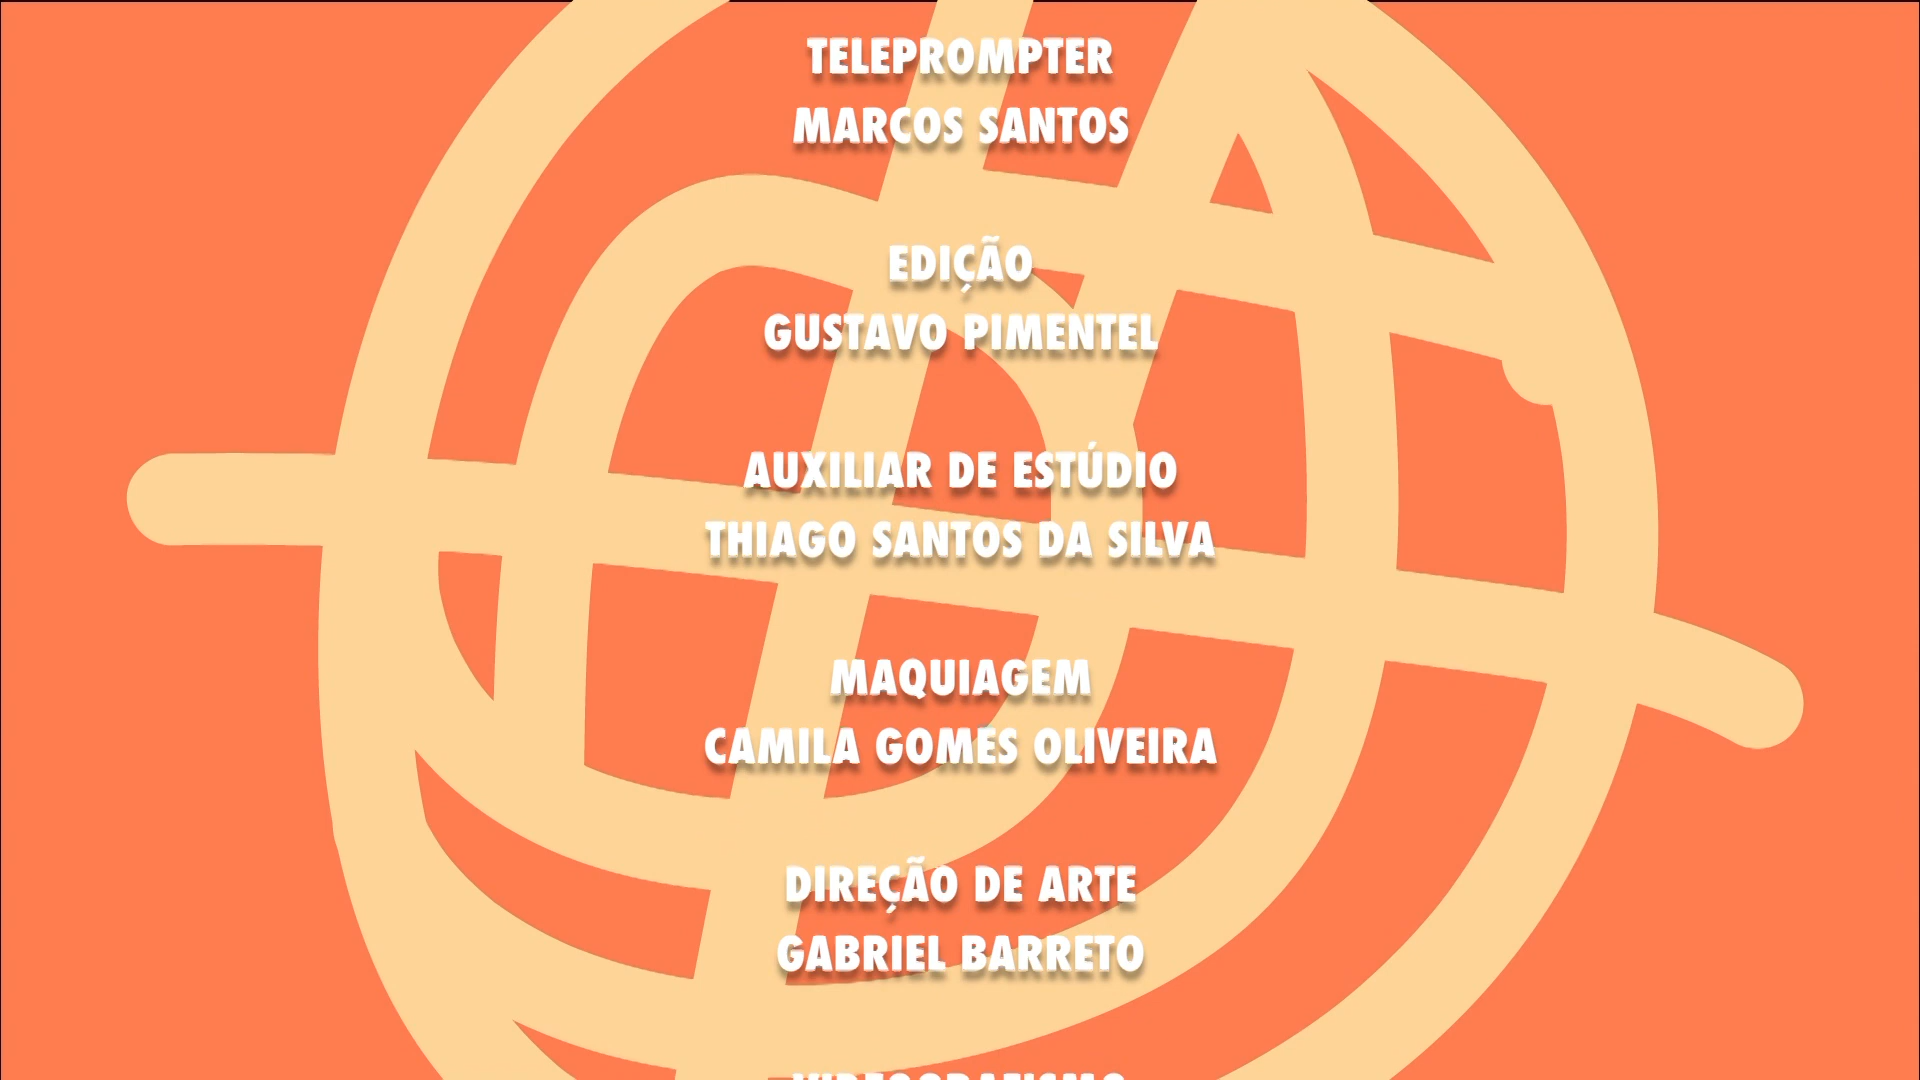 TELEPROMPTER
MARCOS SANTOS
EDIÇÃO
GUSTAVO PIMENTEL
AUXILIAR DE ESTÚDIO
THIAGO SANTOS DA SILVA
MAQUIAGEM
CAMILA GOMES OLIVEIRA
DIREÇÃO DE ARTE
GABRIEL BARRETO